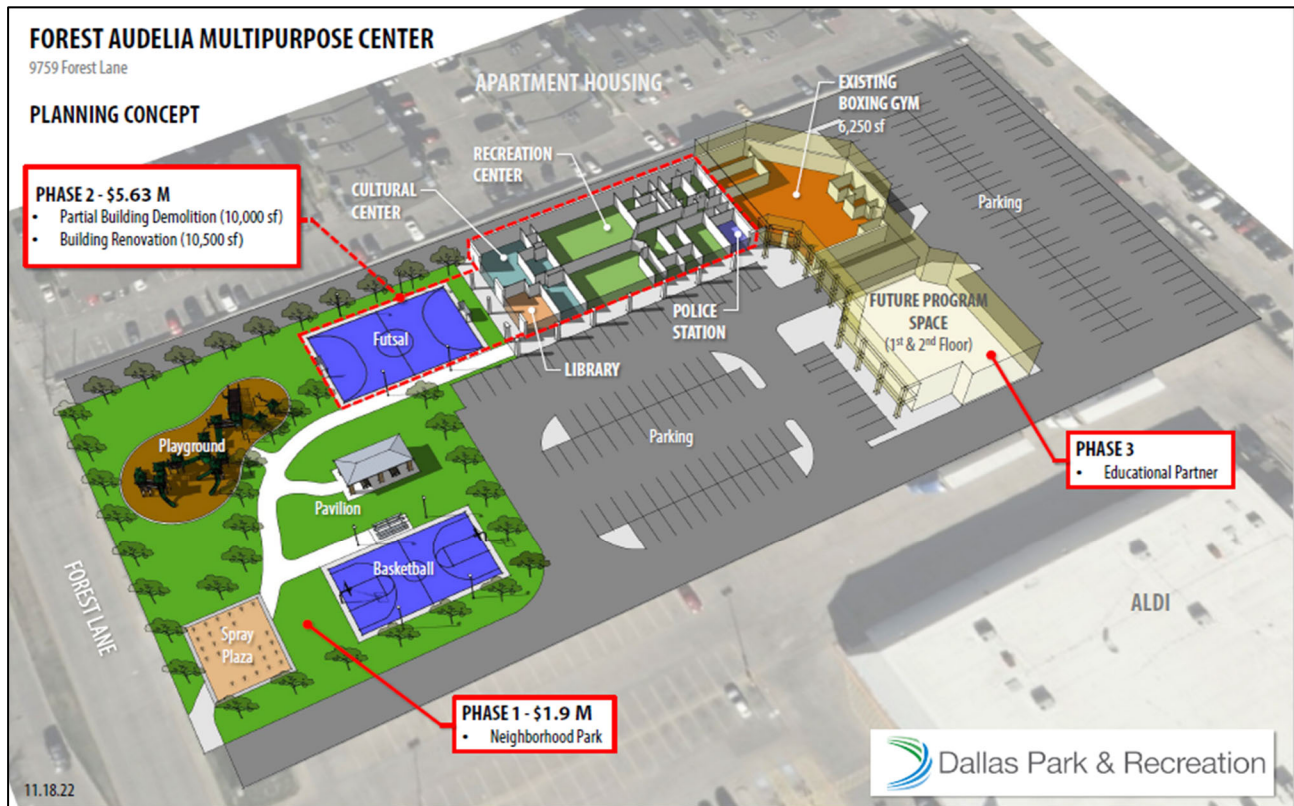 FOREST AUDELIA MULTIPURPOSE CENTER
9759 Forest Lane
PLANNING CONCEPT
APARTMENT HOUSING
EXISTING
BOXING GYM
6,250 sf
RECREATION
CENTER
CULTURAL
CENTER
Parking
PHASE 2 - $5.63 M
• Partial Building Demolition (10,000 sf)
• Building Renovation (10,500 sf)
Futsal
POLICE
STATION
LIBRARY
FUTURE PROGRAM
SPACE
(1st & 2nd Floor)
Playground
Parking
PHASE 3
• Educational Partner
Pavilion
Basketball
FOREST LANE
Spray
Plaza
ALDI
PHASE 1 - $1.9 M
• Neighborhood Park
Dallas Park & Recreation
11.18.22